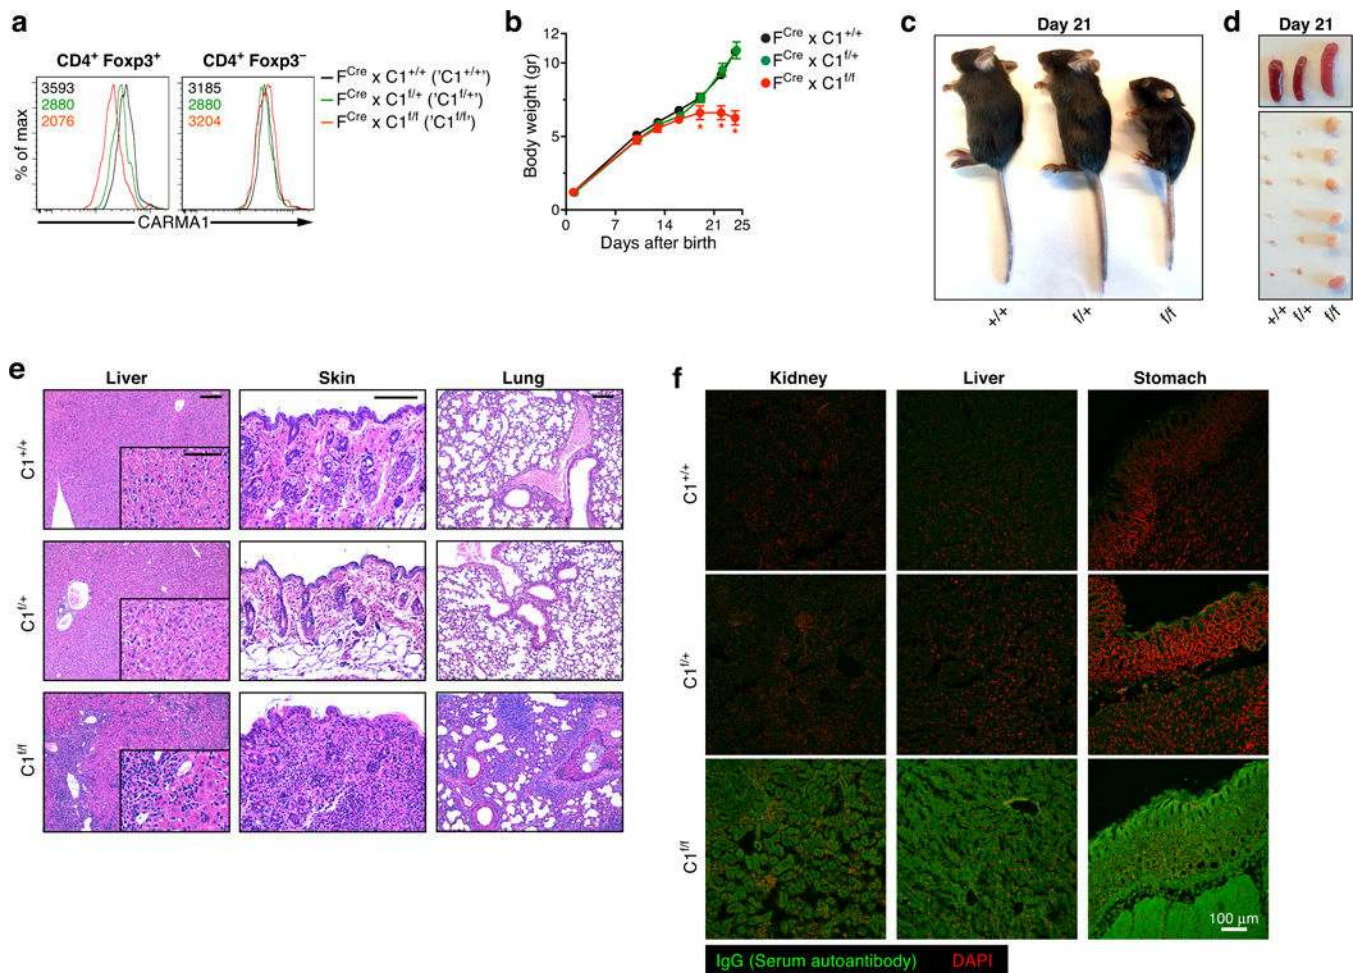 a
CD4+ Foxp3+
CD4+ Foxp3−
3593
2880
2076
3185
2880
3204
% of max
CARMA1
FCre x C1+/+ ('C1+/+')
FCre x C1f/+ ('C1f/+')
FCre x C1f/f ('C1f/f')
b
Body weight (gr)
12
9
6
3
0
0 7 14 21 25
Days after birth
* * *
FCre x C1+/+
FCre x C1f/+
FCre x C1f/f
c
Day 21
+/+ f/+ f/f
d
Day 21
+/+ f/+ f/f
e
Liver Skin Lung
C1+/+
C1f/+
C1f/f
f
Kidney Liver Stomach
C1+/+
C1f/+
C1f/f
100 μm
IgG (Serum autoantibody) DAPI